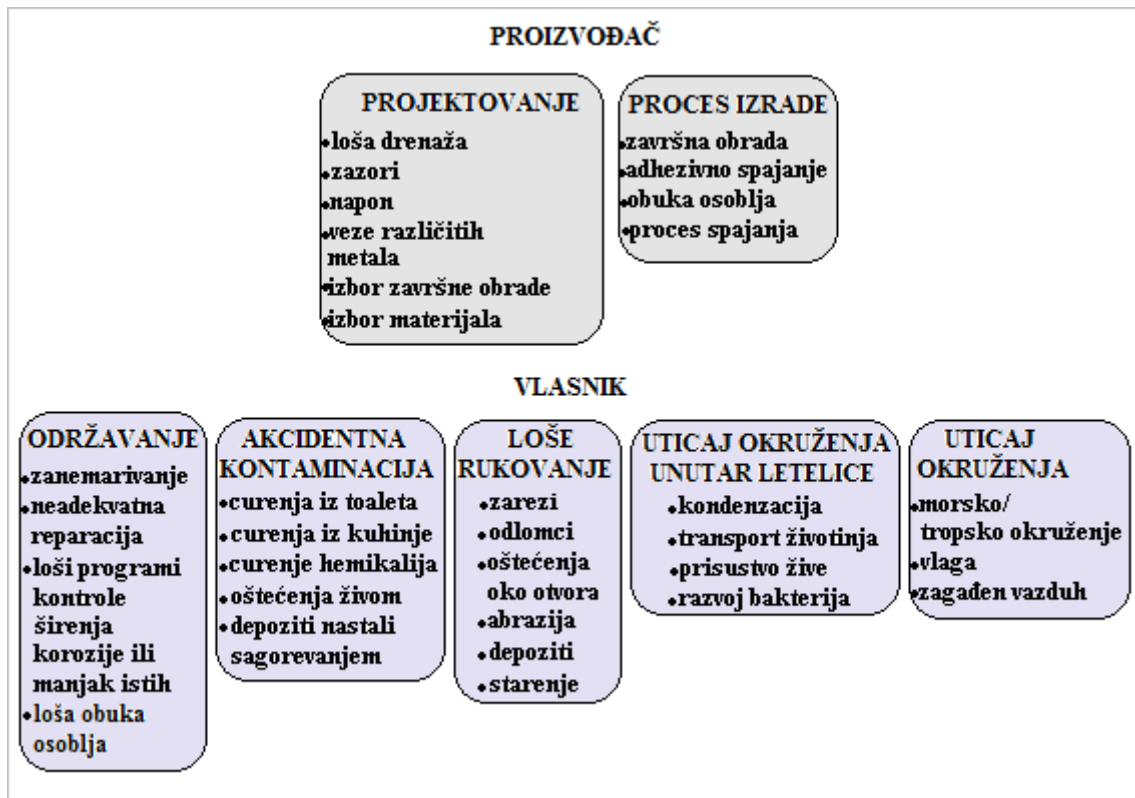 PROIZVOĐAČ
PROJEKTOVANJE
•loša drenaža
•zazori
•napon
•veze različitih
metala
•izbor završne obrade
•izbor materijala
PROCES IZRADE
•završna obrada
•adhezivno spajanje
•obuka osoblja
•proces spajanja
VLASNIK
ODRŽAVANJE
•zanemarivanje
•neadekvatna
reparacija
•loši programi
kontrole
širenja
korozije ili
manjak istih
•loša obuka
osoblja
AKCIDENTNA
KONTAMINACIJA
•curenja iz toaleta
•curenja iz kuhinje
•curenje hemikalija
•oštećenja živom
•depoziti nastali
sagorevanjem
LOŠE
RUKOVANJE
•zarezi
•odlomci
•oštećenja
oko otvora
•abrazija
•depoziti
•starenje
UTICAJ OKRUŽENJA
UNUTAR LETELICE
•kondenzacija
•transport životinja
•prisustvo žive
•razvoj bakterija
UTICAJ
OKRUŽENJA
•morsko/
tropsko okruženje
•vlaga
•zagađen vazduh